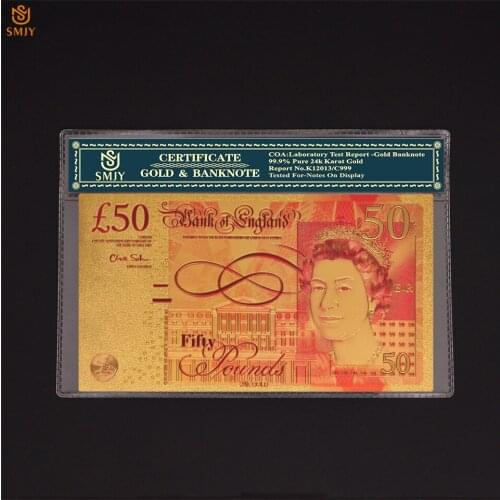 SMJY
SMJY
CERTIFICATE
GOLD & BANKNOTE
COA:Laboratory Test Report -Gold Banknote
99.9% Pure 24k Karat Gold
Report No.K12013/C999
Tested For-Notes On Display
£50
Bank of England
50
E R
Fifty
Pounds
50